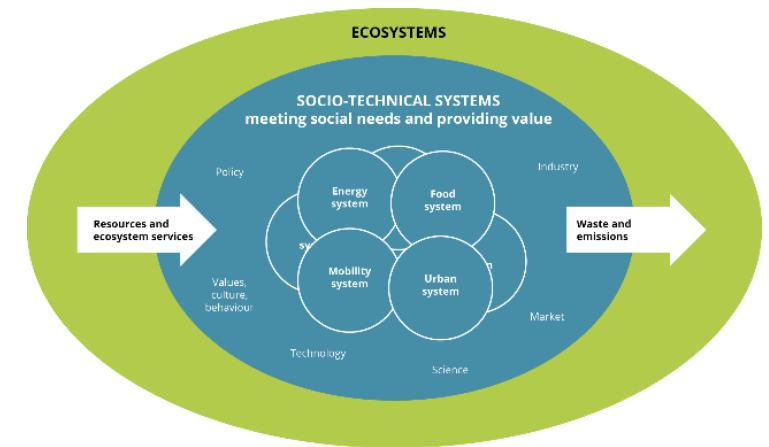 ECOSYSTEMS
SOCIO-TECHNICAL SYSTEMS
meeting social needs and providing value
Policy
Industry
Energy
system
Food
system
Resources and
ecosystem services
Waste and
emissions
Mobility
system
Urban
system
Values,
culture,
behaviour
Market
Technology
Science